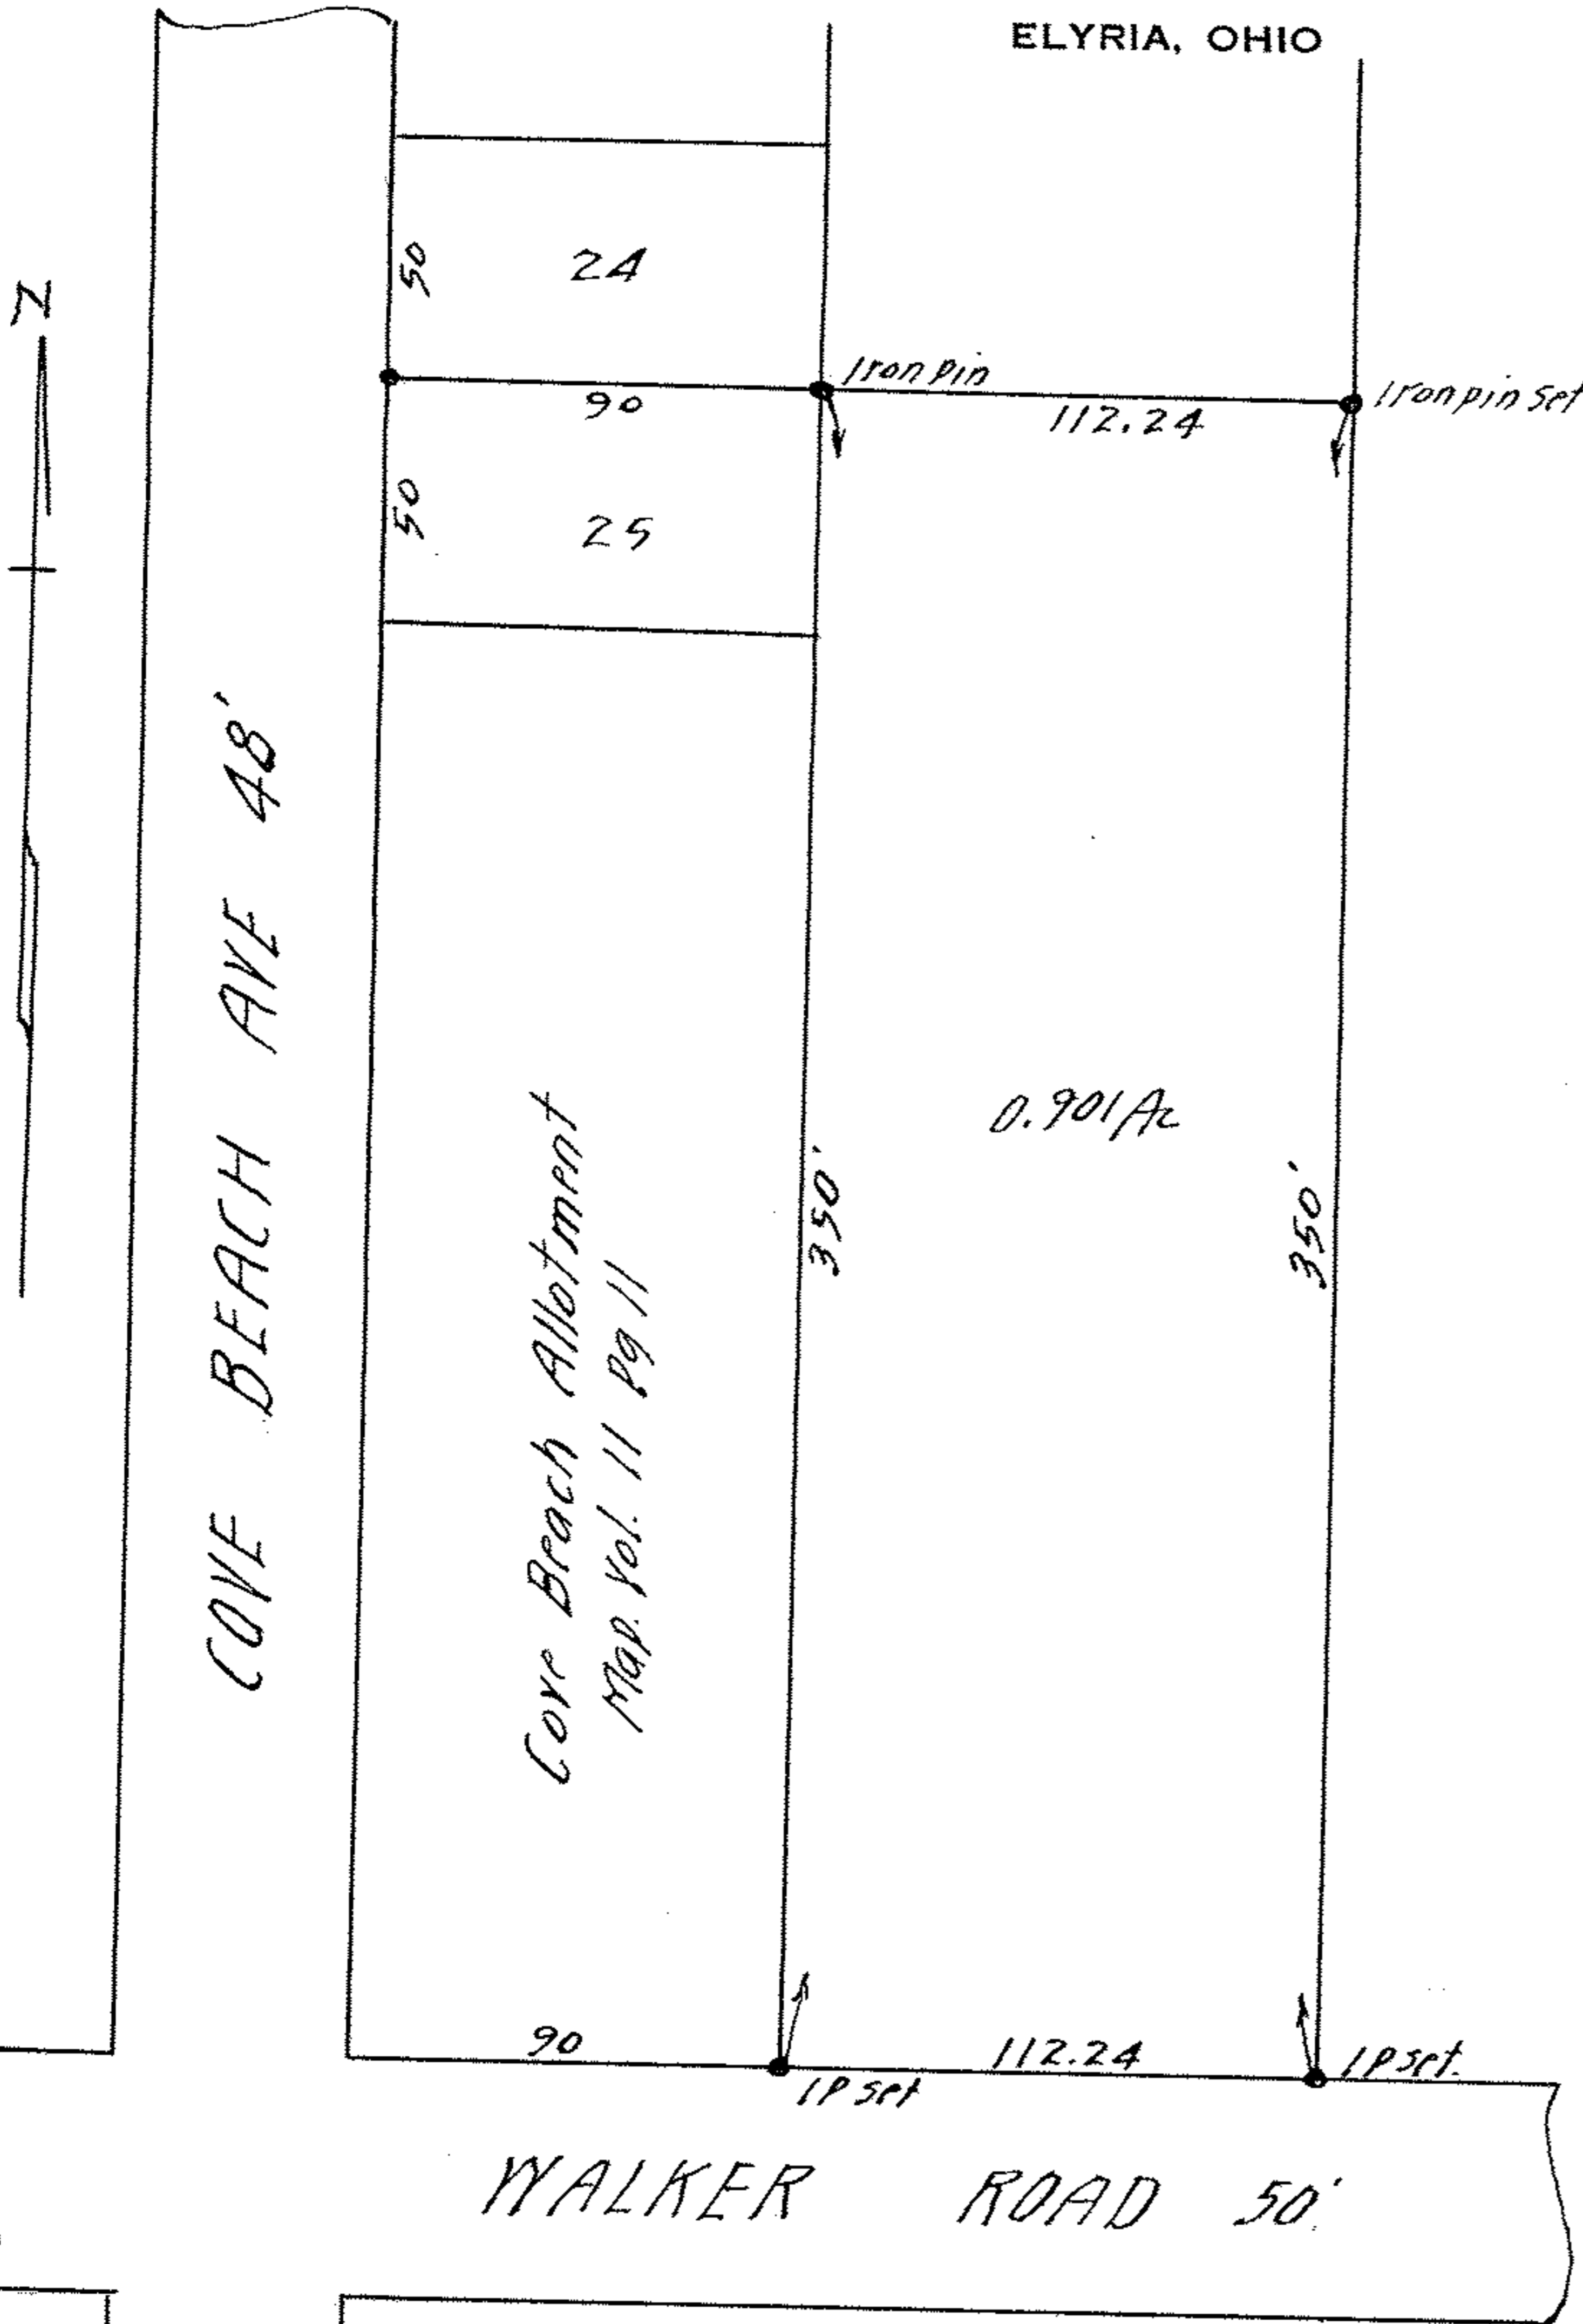 ELYRIA, OHIO
N
50
24
Iron pin
Iron pin set
90
112.24
50
25
COVE BEACH AVE 48'
0.901 Ac
350'
350'
Cove Beach Allotment
Map. Vol. 11 Pg 11
90
112.24
IP set
IP set.
WALKER ROAD 50'